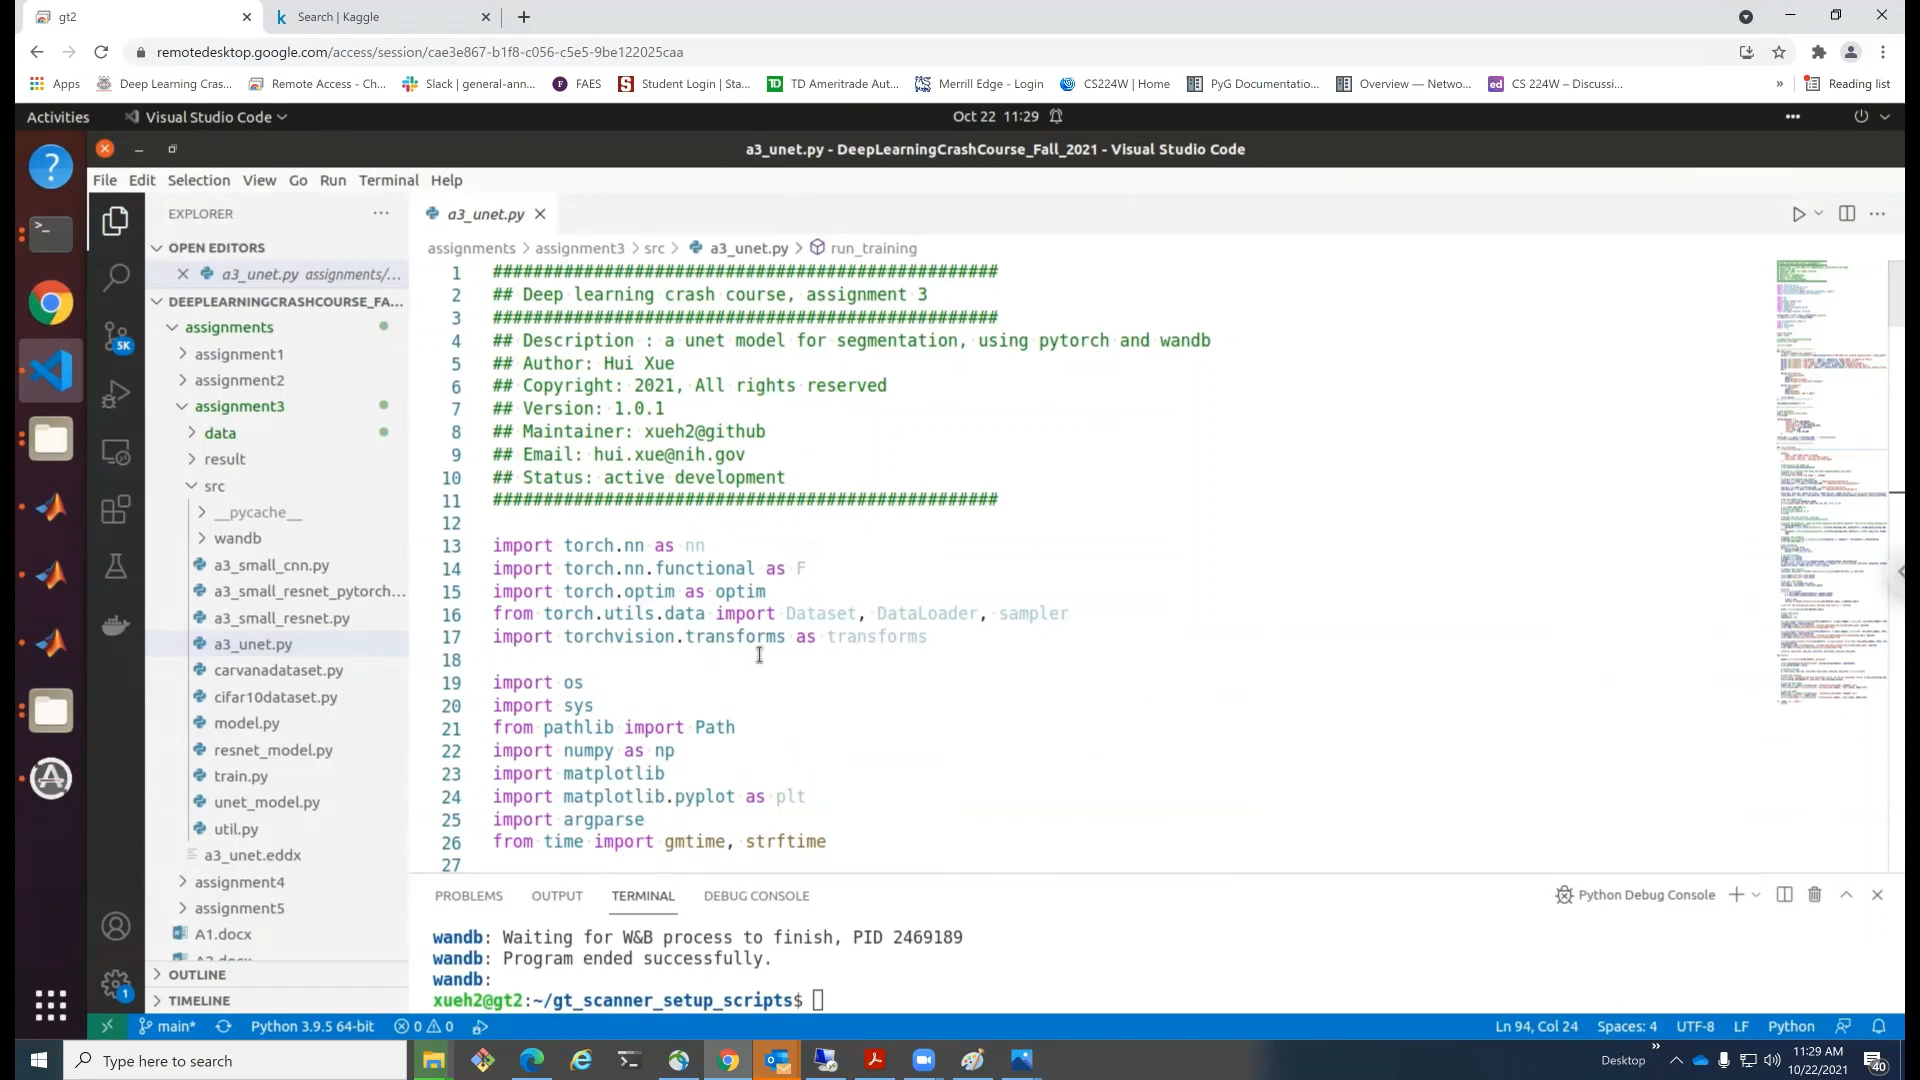 gt2
Search | Kaggle
remotedesktop.google.com/access/session/cae3e867-b1f8-c056-c5e5-9be122025caa
Apps Deep Learning Cras... Remote Access - Ch... Slack | general-ann... FAES Student Login | Sta... TD Ameritrade Aut... Merrill Edge - Login CS224W | Home PyG Documentatio... Overview — Netwo... CS 224W – Discussi... » Reading list
Activities Visual Studio Code Oct 22 11:29
a3_unet.py - DeepLearningCrashCourse_Fall_2021 - Visual Studio Code
File Edit Selection View Go Run Terminal Help
EXPLORER
OPEN EDITORS
a3_unet.py assignments/...
DEEPLEARNINGCRASHCOURSE_FA...
assignments
assignment1
assignment2
assignment3
data
result
src
__pycache__
wandb
a3_small_cnn.py
a3_small_resnet_pytorch...
a3_small_resnet.py
a3_unet.py
carvanadataset.py
cifar10dataset.py
model.py
resnet_model.py
train.py
unet_model.py
util.py
a3_unet.eddx
assignment4
assignment5
A1.docx
OUTLINE
TIMELINE
5K
1
a3_unet.py
assignments > assignment3 > src > a3_unet.py > run_training
1 ##################################################
2 ## Deep learning crash course, assignment 3
3 ##################################################
4 ## Description : a unet model for segmentation, using pytorch and wandb
5 ## Author: Hui Xue
6 ## Copyright: 2021, All rights reserved
7 ## Version: 1.0.1
8 ## Maintainer: xueh2@github
9 ## Email: hui.xue@nih.gov
10 ## Status: active development
11 ##################################################
12
13 import torch.nn as nn
14 import torch.nn.functional as F
15 import torch.optim as optim
16 from torch.utils.data import Dataset, DataLoader, sampler
17 import torchvision.transforms as transforms
18
19 import os
20 import sys
21 from pathlib import Path
22 import numpy as np
23 import matplotlib
24 import matplotlib.pyplot as plt
25 import argparse
26 from time import gmtime, strftime
27
PROBLEMS OUTPUT TERMINAL DEBUG CONSOLE Python Debug Console
wandb: Waiting for W&B process to finish, PID 2469189
wandb: Program ended successfully.
wandb:
xueh2@gt2:~/gt_scanner_setup_scripts$
main* Python 3.9.5 64-bit 0 0 Ln 94, Col 24 Spaces: 4 UTF-8 LF Python
Type here to search
Desktop » 11:29 AM
10/22/2021
40